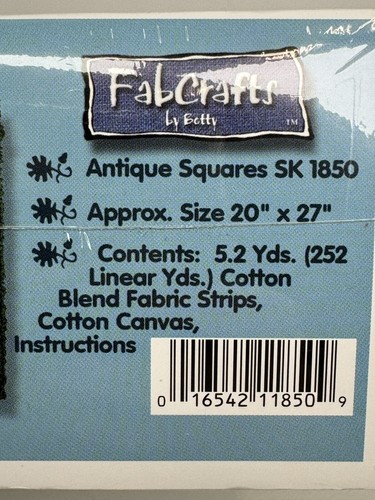 FabCrafts
by Betty
TM
Antique Squares SK 1850
Approx. Size 20" x 27"
Contents: 5.2 Yds. (252
Linear Yds.) Cotton
Blend Fabric Strips,
Cotton Canvas,
Instructions
0 16542 11850 9